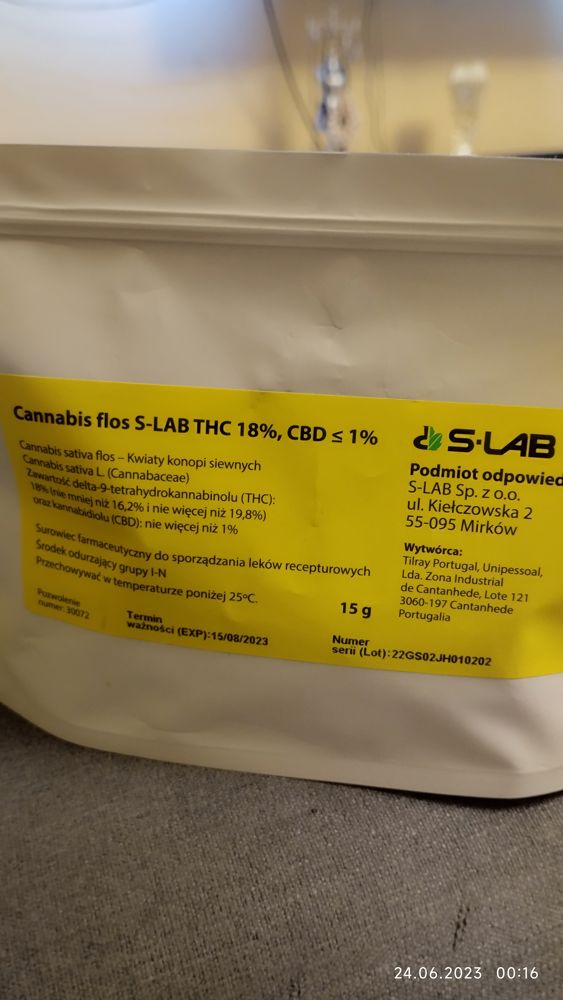 Cannabis flos S-LAB THC 18%, CBD ≤ 1%
Cannabis sativa flos – Kwiaty konopi siewnych
Cannabis sativa L. (Cannabaceae)
Zawartość delta-9-tetrahydrokannabinolu (THC):
18% (nie mniej niż 16,2% i nie więcej niż 19,8%)
oraz kannabidiolu (CBD): nie więcej niż 1%
Surowiec farmaceutyczny do sporządzania leków recepturowych
Środek odurzający grupy I-N
Przechowywać w temperaturze poniżej 25ºC.
15 g
Pozwolenie
numer: 30072
Termin
ważności (EXP):15/08/2023
Numer
serii (Lot):22GS02JH010202
S·LAB
Podmiot odpowied
S-LAB Sp. z o.o.
ul. Kiełczowska 2
55-095 Mirków
Wytwórca:
Tilray Portugal, Unipessoal,
Lda. Zona Industrial
de Cantanhede, Lote 121
3060-197 Cantanhede
Portugalia
24.06.2023 00:16